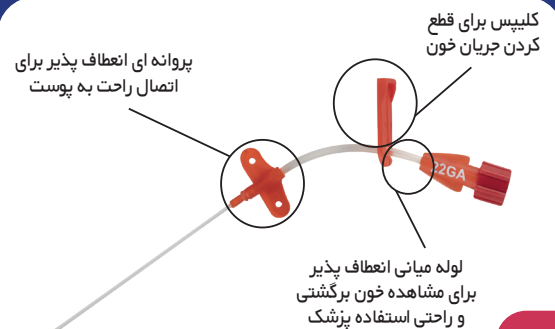 کلیپس برای قطع
کردن جریان خون
پروانه ای انعطاف پذیر برای
اتصال راحت به پوست
22GA
لوله میانی انعطاف پذیر
برای مشاهده خون برگشتی
و راحتی استفاده پزشک